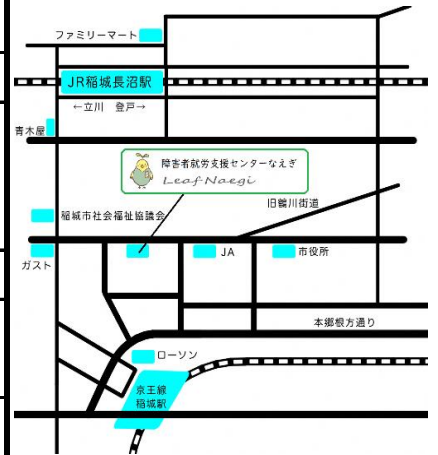 ファミリーマート
JR稲城長沼駅
←立川 登戸→
青木屋
障害者就労支援センターなえぎ
Leaf Naegi
旧鶴川街道
稲城市社会福祉協議会
ガスト
JA
市役所
本郷根方通り
ローソン
京王線
稲城駅